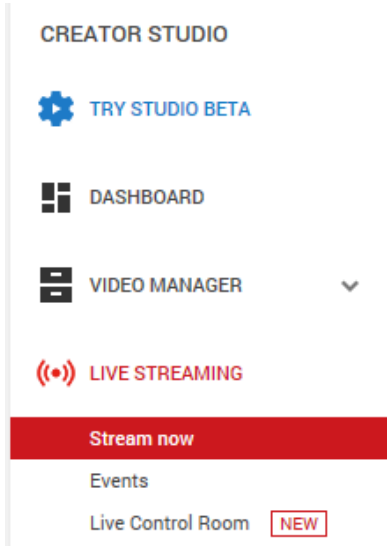 CREATOR STUDIO
TRY STUDIO BETA
DASHBOARD
VIDEO MANAGER
LIVE STREAMING
Stream now
Events
Live Control Room NEW